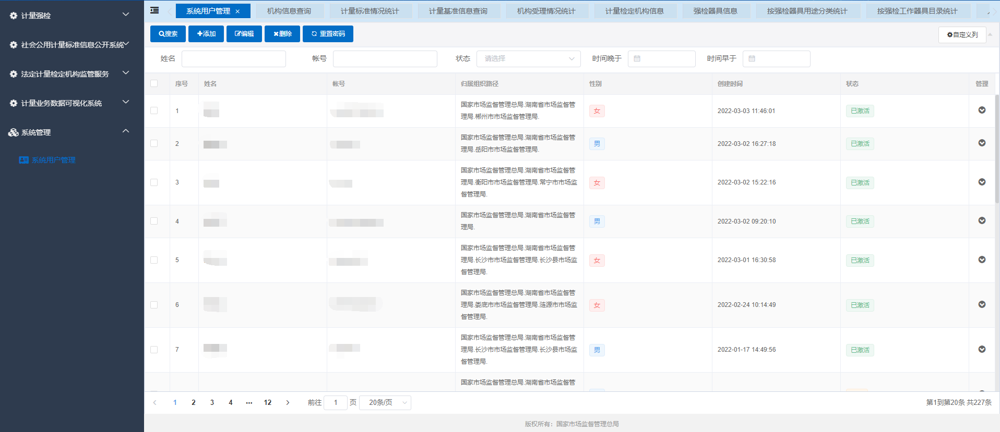 计量强检
社会公用计量标准信息公开系统
法定计量检定机构监管服务
计量业务数据可视化系统
系统管理
系统用户管理
系统用户管理 × 机构信息查询 计量标准情况统计 计量基准信息查询 机构受理情况统计 计量检定机构信息 强检器具信息 按强检器具用途分类统计 按强检工作器具目录统计
搜索 添加 编辑 删除 重置密码 自定义列
姓名 帐号 状态 请选择 时间晚于 时间早于
序号 姓名 帐号 归属组织路径 性别 创建时间 状态 管理
1 国家市场监督管理总局.湖南省市场监督管 女 2022-03-03 11:46:01 已激活
理局.郴州市市场监督管理局.
2 国家市场监督管理总局.湖南省市场监督管 男 2022-03-02 16:27:18 已激活
理局.岳阳市市场监督管理局.
3 国家市场监督管理总局.湖南省市场监督管 女 2022-03-02 15:22:16 已激活
理局.衡阳市市场监督管理局.常宁市市场监
督管理局.
4 国家市场监督管理总局.湖南省市场监督管 男 2022-03-02 09:20:10 已激活
理局.
5 国家市场监督管理总局.湖南省市场监督管 女 2022-03-01 16:30:58 已激活
理局.长沙市市场监督管理局.长沙县市场监
督管理局.
6 国家市场监督管理总局.湖南省市场监督管 女 2022-02-24 10:14:49 已激活
理局.娄底市市场监督管理局.涟源市市场监
督管理局.
7 国家市场监督管理总局.湖南省市场监督管 男 2022-01-17 14:49:56 已激活
理局.长沙市市场监督管理局.长沙县市场监
督管理局.
国家市场监督管理总局.湖南省市场监督管
1 2 3 4 ... 12 前往 1 页 20条/页 第1到第20条 共227条
版权所有：国家市场监督管理总局